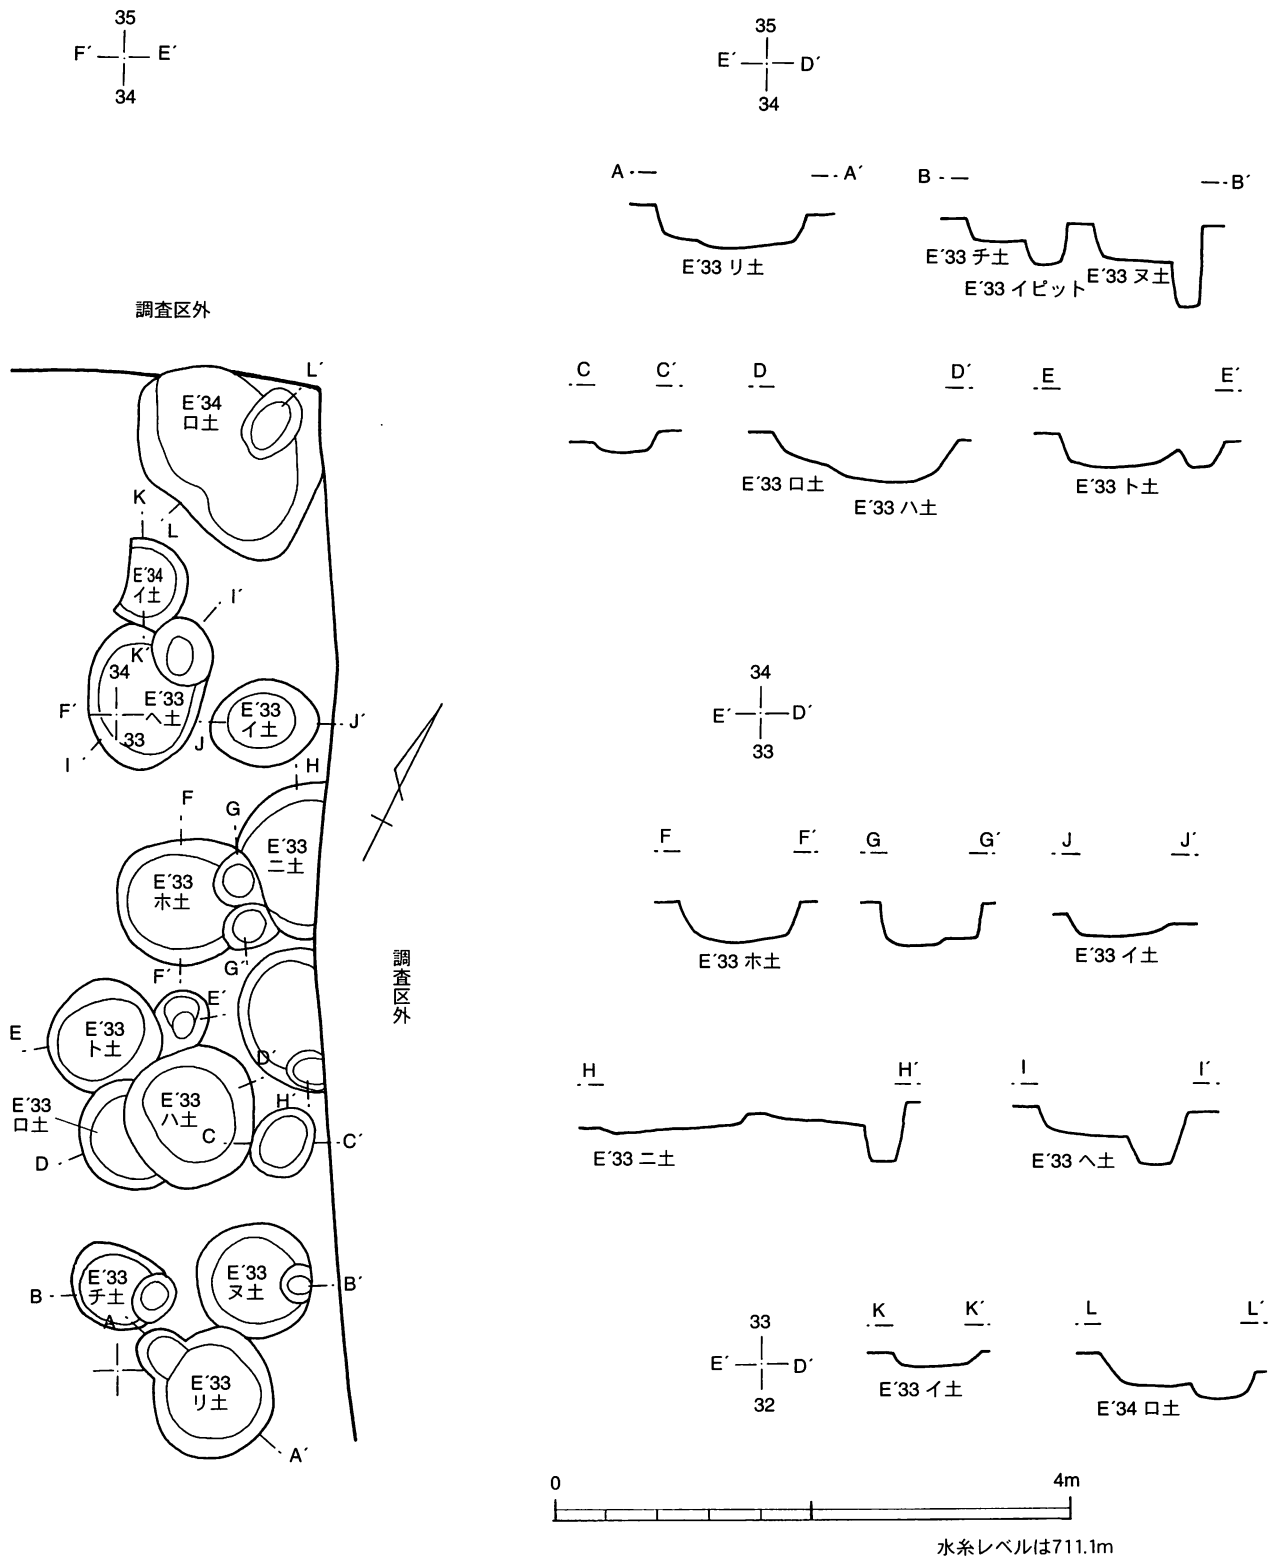 35
F´ E´
34
35
E´ D´
34
A A´
E´33 リ土
B B´
E´33 チ土
E´33 イピット
E´33 ヌ土
調査区外
C C´
D D´
E´33 ロ土
E´33 ハ土
E E´
E´33 ト土
L´
E´34
ロ土
K
L
E´34
イ土
I´
K´
34
F´
E´33
ヘ土
33
I
J
E´33
イ土
J´
H
34
E´ D´
33
F
G
E´33
ニ土
E´33
ホ土
F´
G´
調査区外
F F´
E´33 ホ土
G G´
J J´
E´33 イ土
E
E´33
ト土
E´
D´
E´33
ロ土
E´33
ハ土
H´
C C´
D
H H´
E´33 ニ土
I I´
E´33 ヘ土
B
E´33
チ土
E´33
ヌ土
B´
A
E´33
リ土
A´
33
E´ D´
32
K K´
E´33 イ土
L L´
E´34 ロ土
0 4m
水糸レベルは711.1m